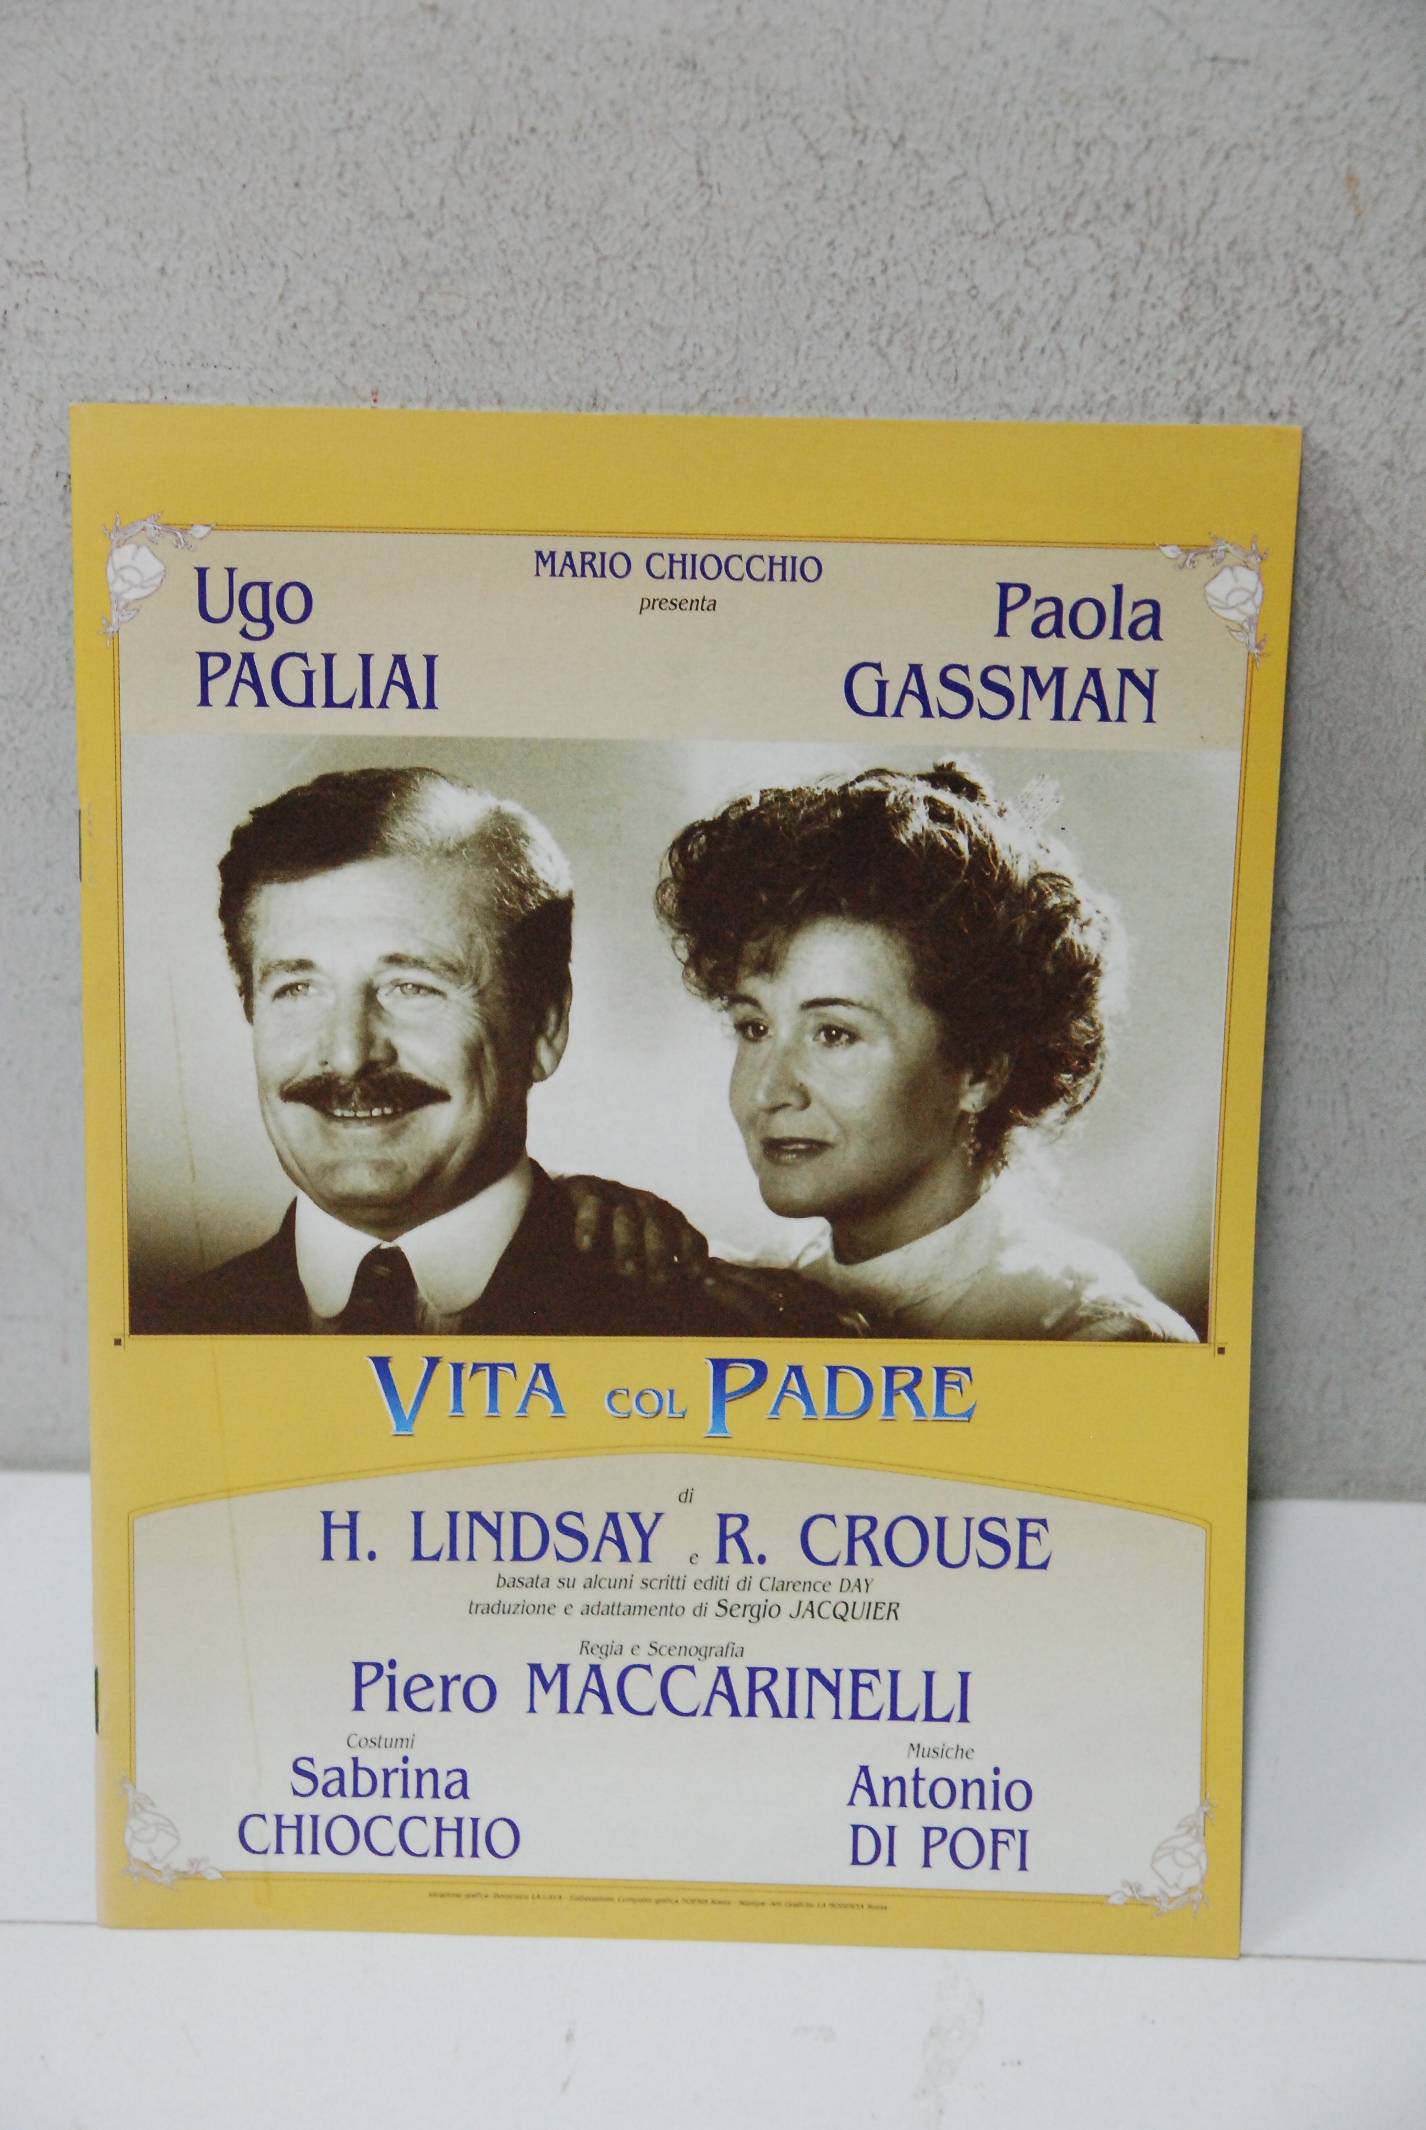 MARIO CHIOCCHIO
presenta
Ugo
PAGLIAI
Paola
GASSMAN
VITA COL PADRE
di
H. LINDSAY e R. CROUSE
basata su alcuni scritti editi di Clarence DAY
traduzione e adattamento di Sergio JACQUIER
Regia e Scenografia
Piero MACCARINELLI
Costumi
Sabrina
CHIOCCHIO
Musiche
Antonio
DI POFI